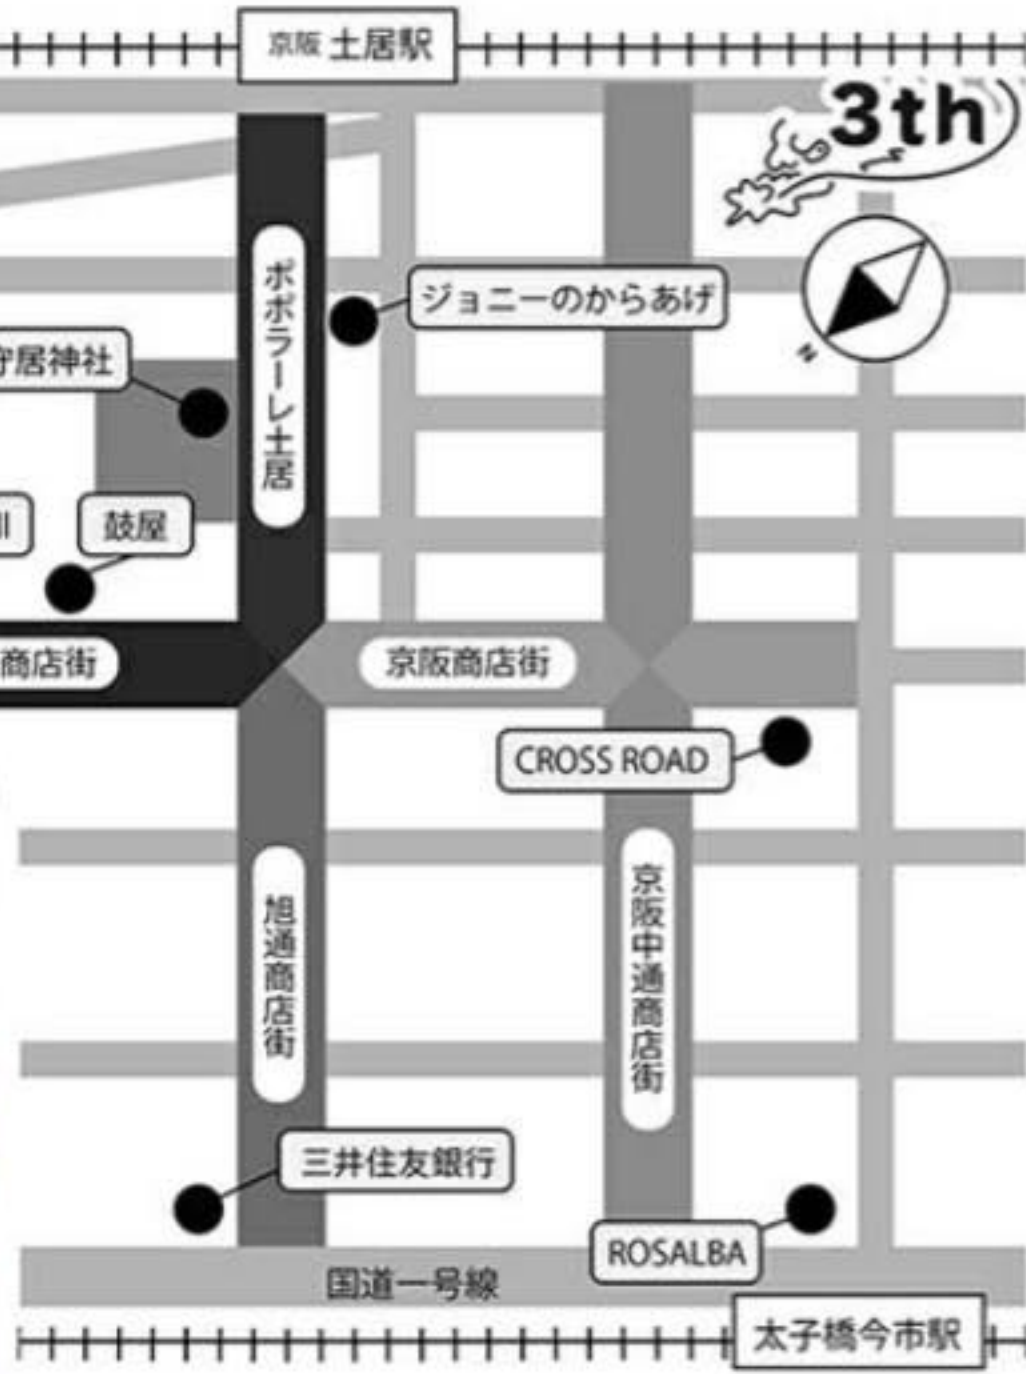 京阪 土居駅
3th
ポポラーレ土居
ジョニーのからあげ
N
守居神社
鼓屋
商店街
京阪商店街
CROSS ROAD
旭通商店街
京阪中通商店街
三井住友銀行
ROSALBA
国道一号線
太子橋今市駅